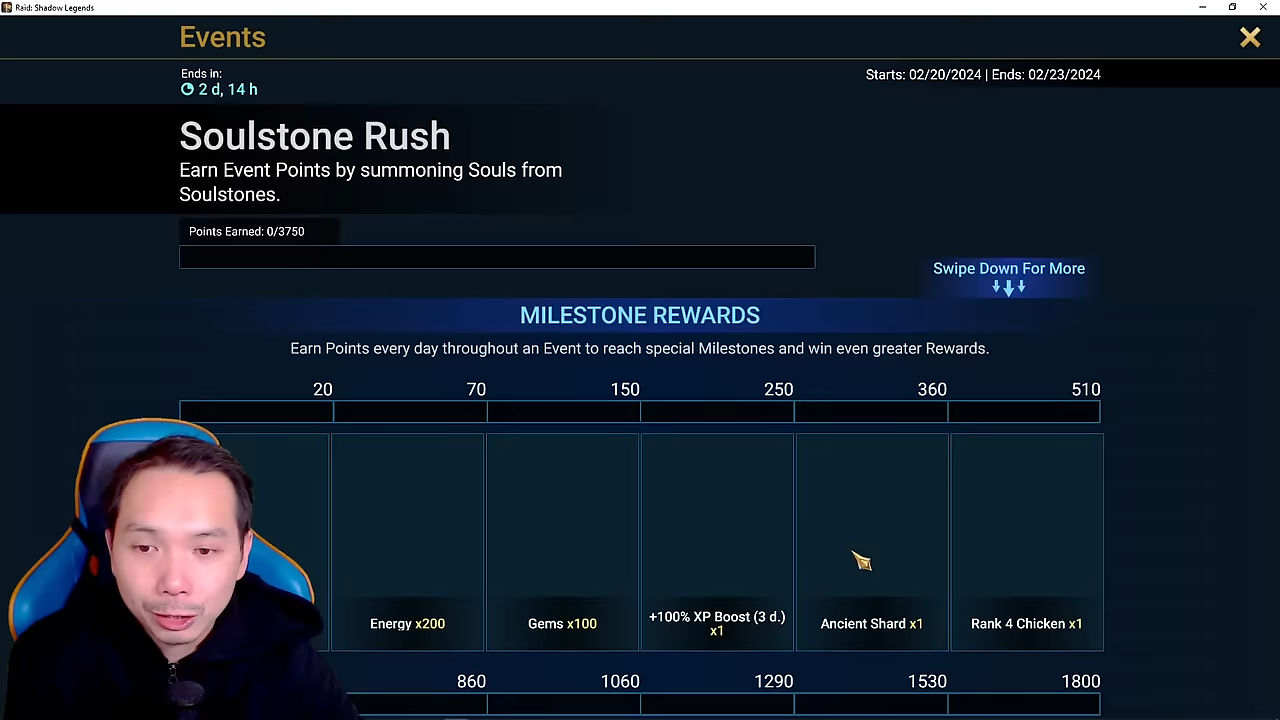 Raid: Shadow Legends
Events
Ends in:
2 d, 14 h
Starts: 02/20/2024 | Ends: 02/23/2024
Soulstone Rush
Earn Event Points by summoning Souls from
Soulstones.
Points Earned: 0/3750
Swipe Down For More
MILESTONE REWARDS
Earn Points every day throughout an Event to reach special Milestones and win even greater Rewards.
20 70 150 250 360 510
Energy x200
Gems x100
+100% XP Boost (3 d.)
x1
Ancient Shard x1
Rank 4 Chicken x1
860 1060 1290 1530 1800